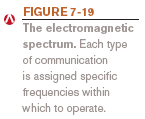 FIGURE 7-19
The electromagnetic
spectrum. Each type
of communication
is assigned specific
frequencies within
which to operate.